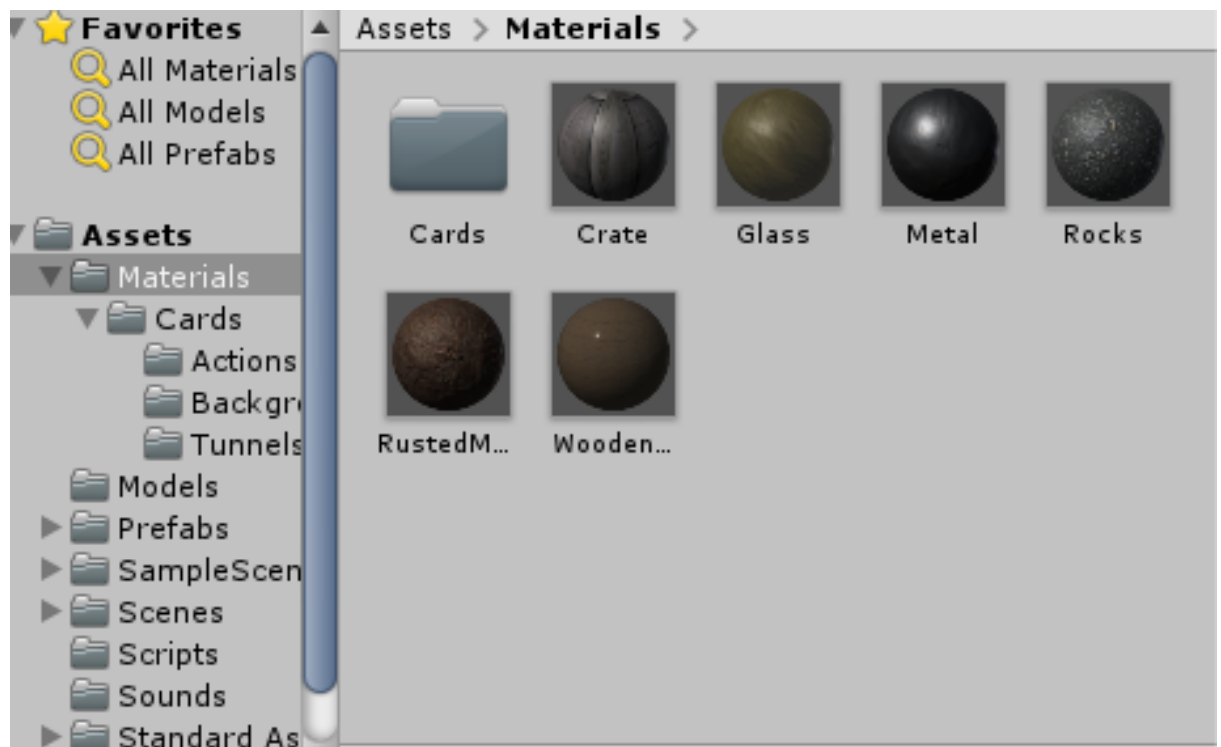 Favorites
All Materials
All Models
All Prefabs
Assets
Materials
Cards
Actions
Backgr
Tunnels
Models
Prefabs
SampleScen
Scenes
Scripts
Sounds
Standard As
Assets > Materials >
Cards Crate Glass Metal Rocks
RustedM... Wooden...